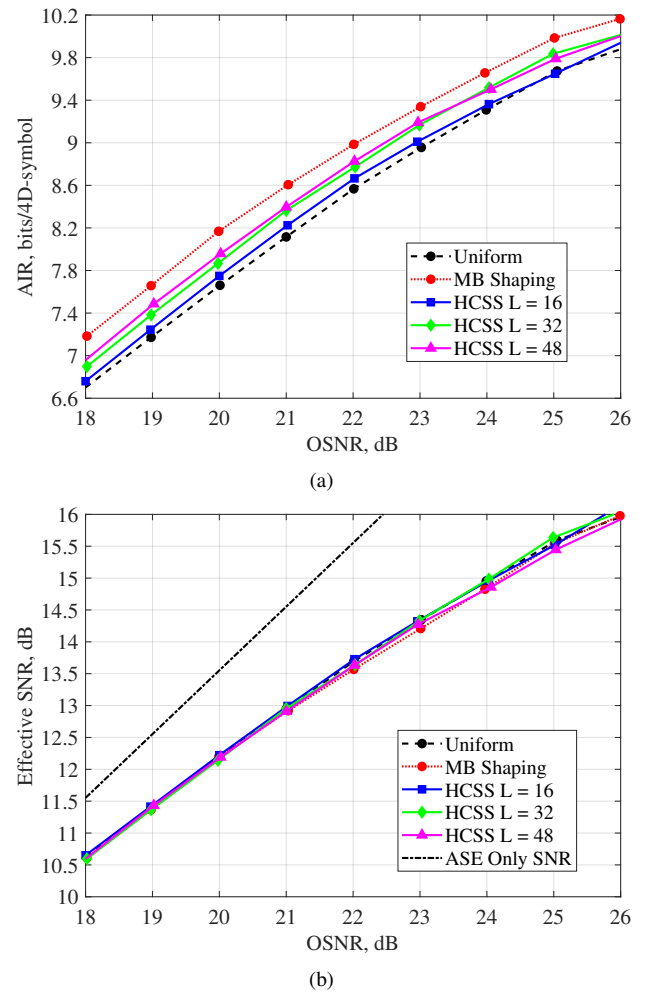 10.2
9.8
9.4
9
8.6
8.2
7.8
7.4
7
6.6
AIR, bits/4D-symbol
Uniform
MB Shaping
HCSS L = 16
HCSS L = 32
HCSS L = 48
18 19 20 21 22 23 24 25 26
OSNR, dB
(a)
16
15.5
15
14.5
14
13.5
13
12.5
12
11.5
11
10.5
10
Effective SNR, dB
Uniform
MB Shaping
HCSS L = 16
HCSS L = 32
HCSS L = 48
ASE Only SNR
18 19 20 21 22 23 24 25 26
OSNR, dB
(b)